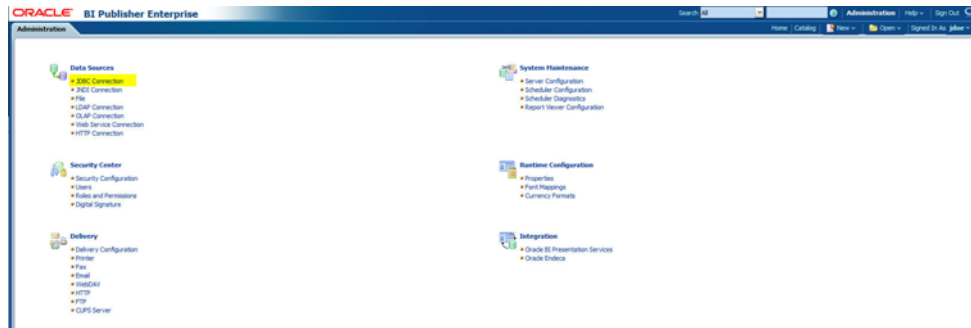 ORACLE BI Publisher Enterprise
Search All
Administration Help Sign Out
Administration
Home Catalog New Open Signed In As jdoe
Data Sources
JDBC Connection
JNDI Connection
File
LDAP Connection
OLAP Connection
Web Service Connection
HTTP Connection
System Maintenance
Server Configuration
Scheduler Configuration
Scheduler Diagnostics
Report Viewer Configuration
Security Center
Security Configuration
Users
Roles and Permissions
Digital Signature
Runtime Configuration
Properties
Font Mappings
Currency Formats
Delivery
Delivery Configuration
Printer
Fax
Email
WebDAV
HTTP
FTP
CUPS Server
Integration
Oracle BI Presentation Services
Oracle Endeca